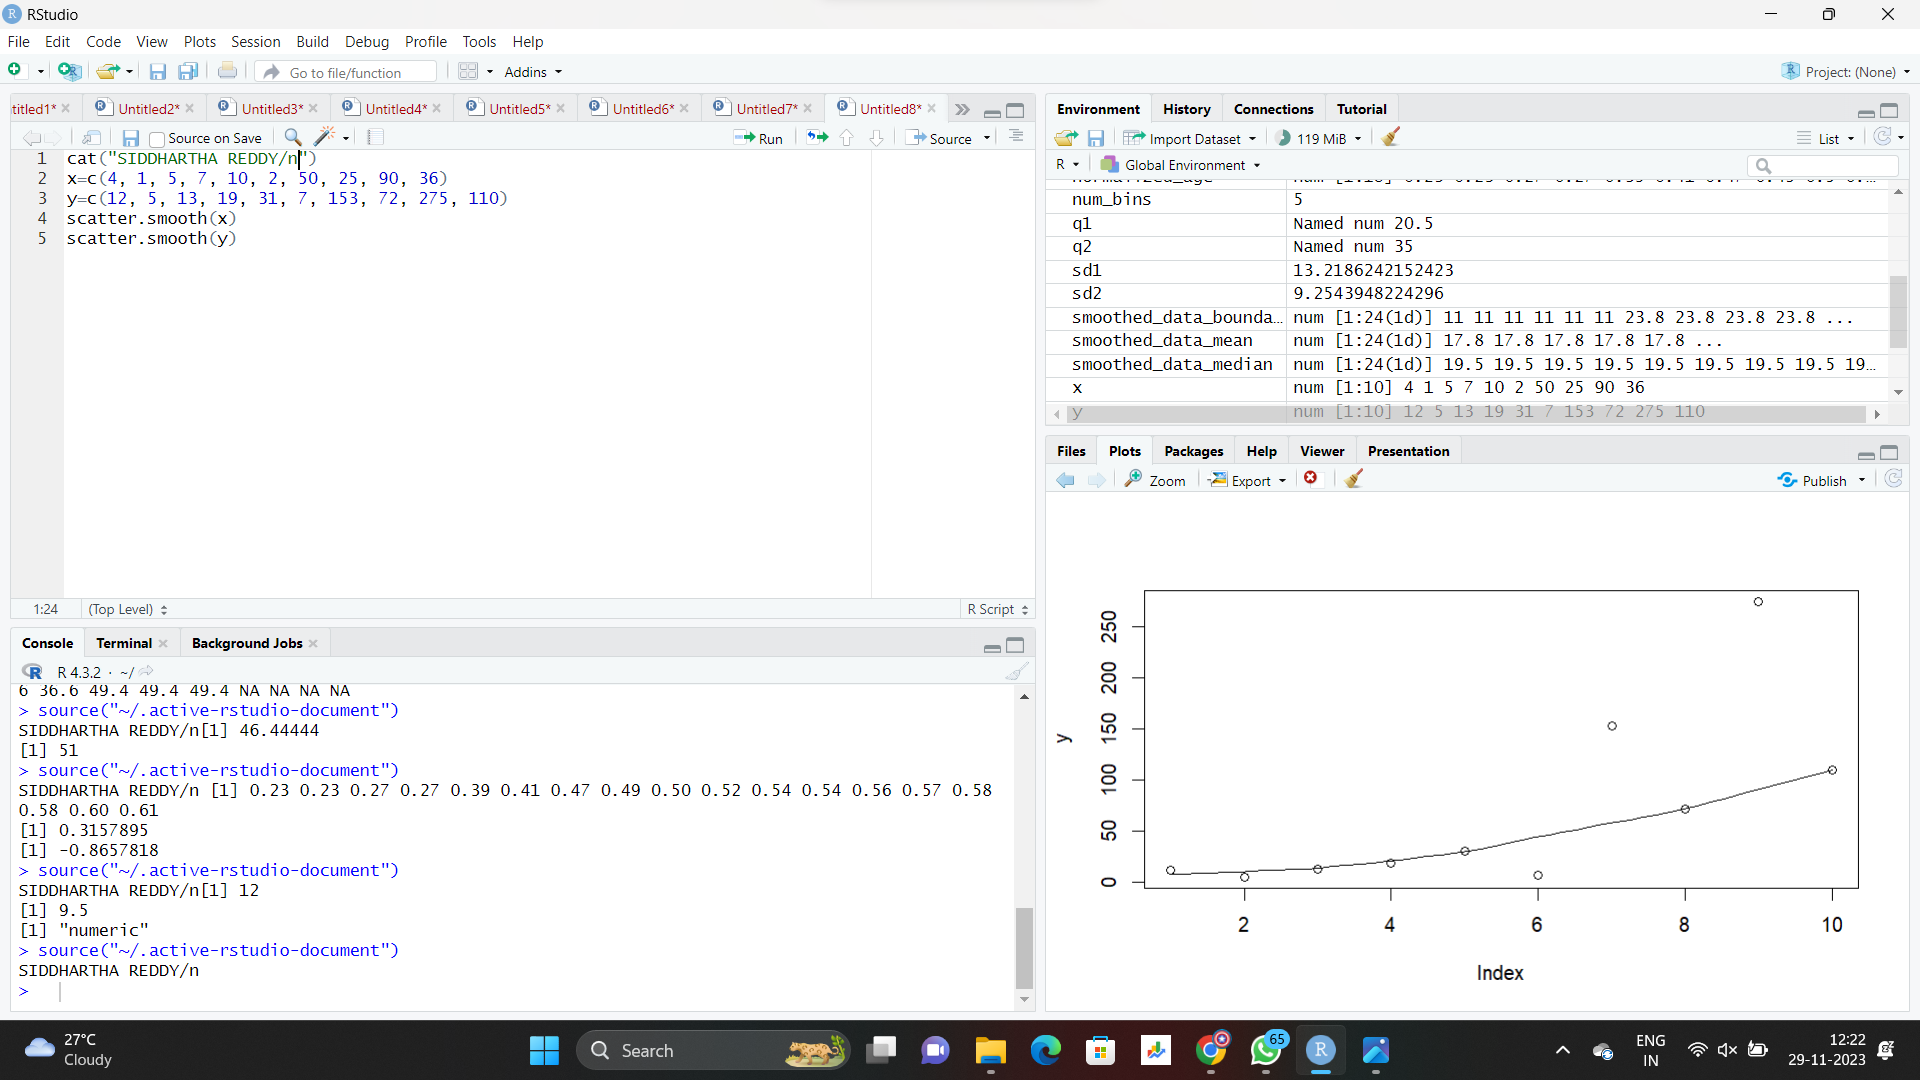 RStudio
File Edit Code View Plots Session Build Debug Profile Tools Help
Go to file/function Addins Project: (None)
titled1* Untitled2* Untitled3* Untitled4* Untitled5* Untitled6* Untitled7* Untitled8*
Source on Save Run Source
1 cat("SIDDHARTHA REDDY/n")
2 x=c(4, 1, 5, 7, 10, 2, 50, 25, 90, 36)
3 y=c(12, 5, 13, 19, 31, 7, 153, 72, 275, 110)
4 scatter.smooth(x)
5 scatter.smooth(y)
1:24 (Top Level) R Script
Console Terminal Background Jobs
R 4.3.2 · ~/
6 36.6 49.4 49.4 49.4 NA NA NA NA
> source("~/.active-rstudio-document")
SIDDHARTHA REDDY/n[1] 46.44444
[1] 51
> source("~/.active-rstudio-document")
SIDDHARTHA REDDY/n [1] 0.23 0.23 0.27 0.27 0.39 0.41 0.47 0.49 0.50 0.52 0.54 0.54 0.56 0.57 0.58
0.58 0.60 0.61
[1] 0.3157895
[1] -0.8657818
> source("~/.active-rstudio-document")
SIDDHARTHA REDDY/n[1] 12
[1] 9.5
[1] "numeric"
> source("~/.active-rstudio-document")
SIDDHARTHA REDDY/n
>
Environment History Connections Tutorial
Import Dataset 119 MiB List
R Global Environment
num_bins 5
q1 Named num 20.5
q2 Named num 35
sd1 13.2186242152423
sd2 9.2543948224296
smoothed_data_bounda… num [1:24(1d)] 11 11 11 11 11 11 23.8 23.8 23.8 23.8 ...
smoothed_data_mean num [1:24(1d)] 17.8 17.8 17.8 17.8 17.8 ...
smoothed_data_median num [1:24(1d)] 19.5 19.5 19.5 19.5 19.5 19.5 19.5 19.5 19…
x num [1:10] 4 1 5 7 10 2 50 25 90 36
y num [1:10] 12 5 13 19 31 7 153 72 275 110
Files Plots Packages Help Viewer Presentation
Zoom Export Publish
250
200
150
100
50
0
y
2 4 6 8 10
Index
27°C
Cloudy
Search
65
ENG
IN
12:22
29-11-2023